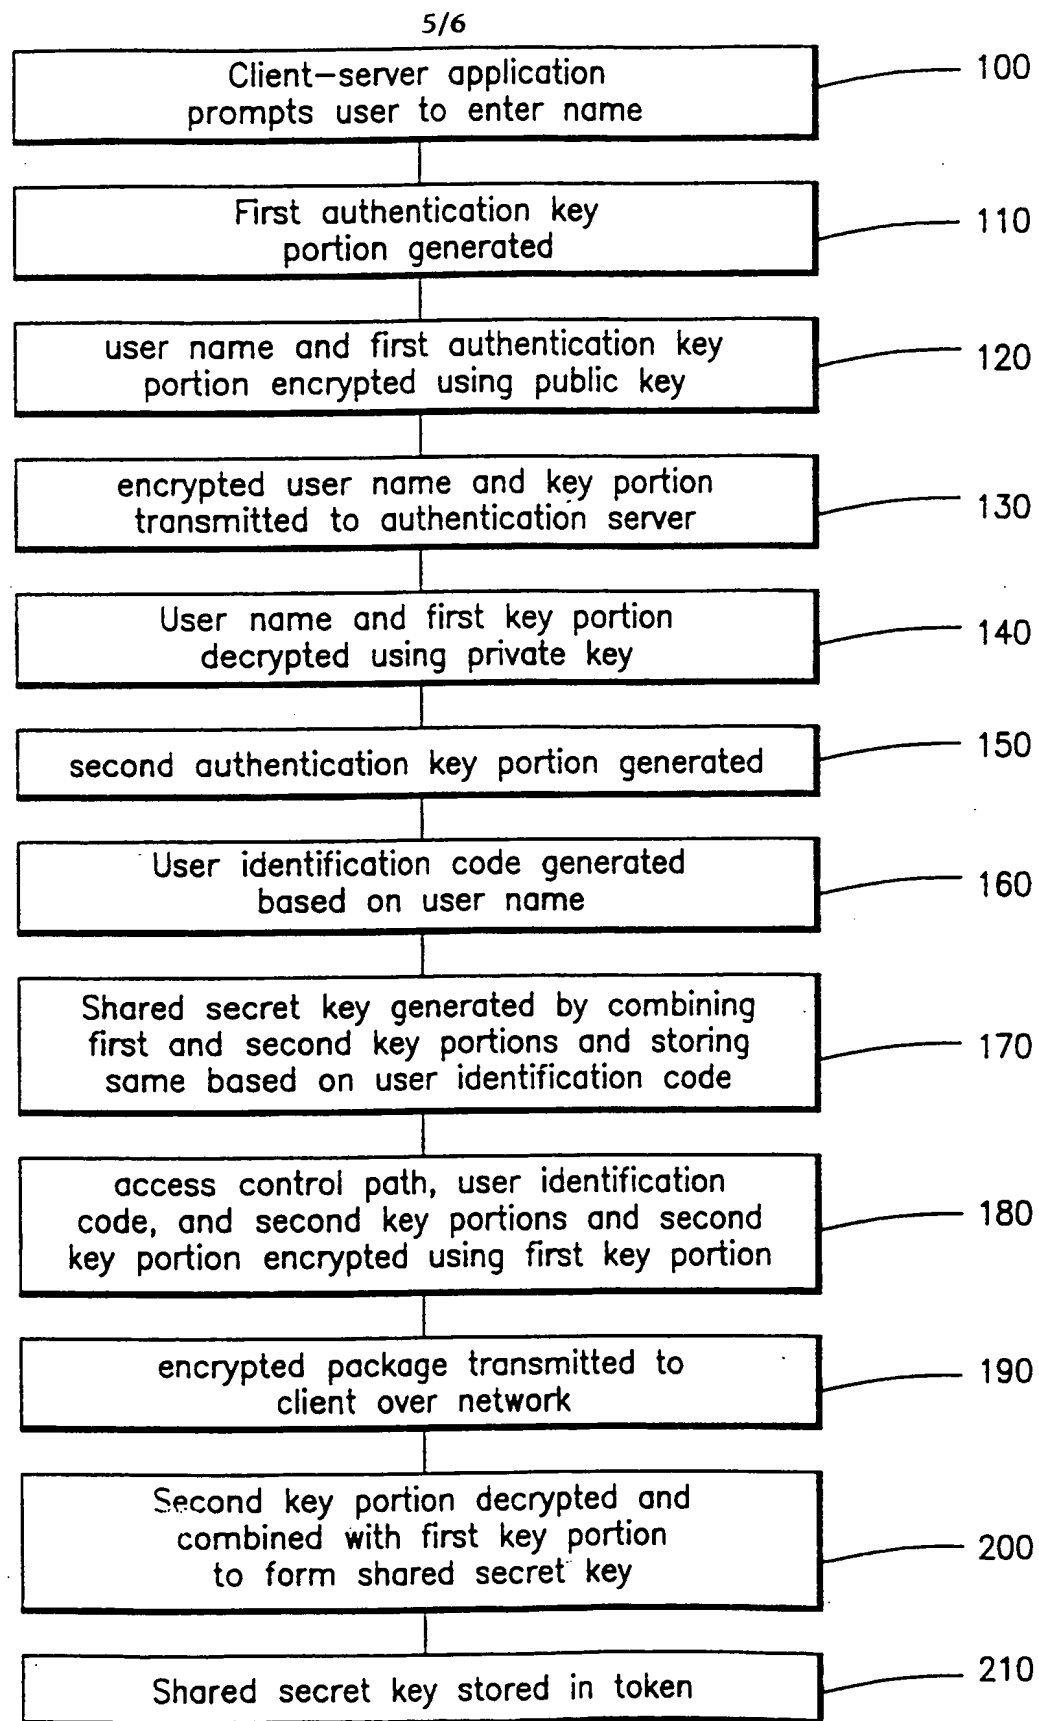 5/6
Client-server application
prompts user to enter name
100
First authentication key
portion generated
110
user name and first authentication key
portion encrypted using public key
120
encrypted user name and key portion
transmitted to authentication server
130
User name and first key portion
decrypted using private key
140
second authentication key portion generated
150
User identification code generated
based on user name
160
Shared secret key generated by combining
first and second key portions and storing
same based on user identification code
170
access control path, user identification
code, and second key portions and second
key portion encrypted using first key portion
180
encrypted package transmitted to
client over network
190
Second key portion decrypted and
combined with first key portion
to form shared secret key
200
Shared secret key stored in token
210